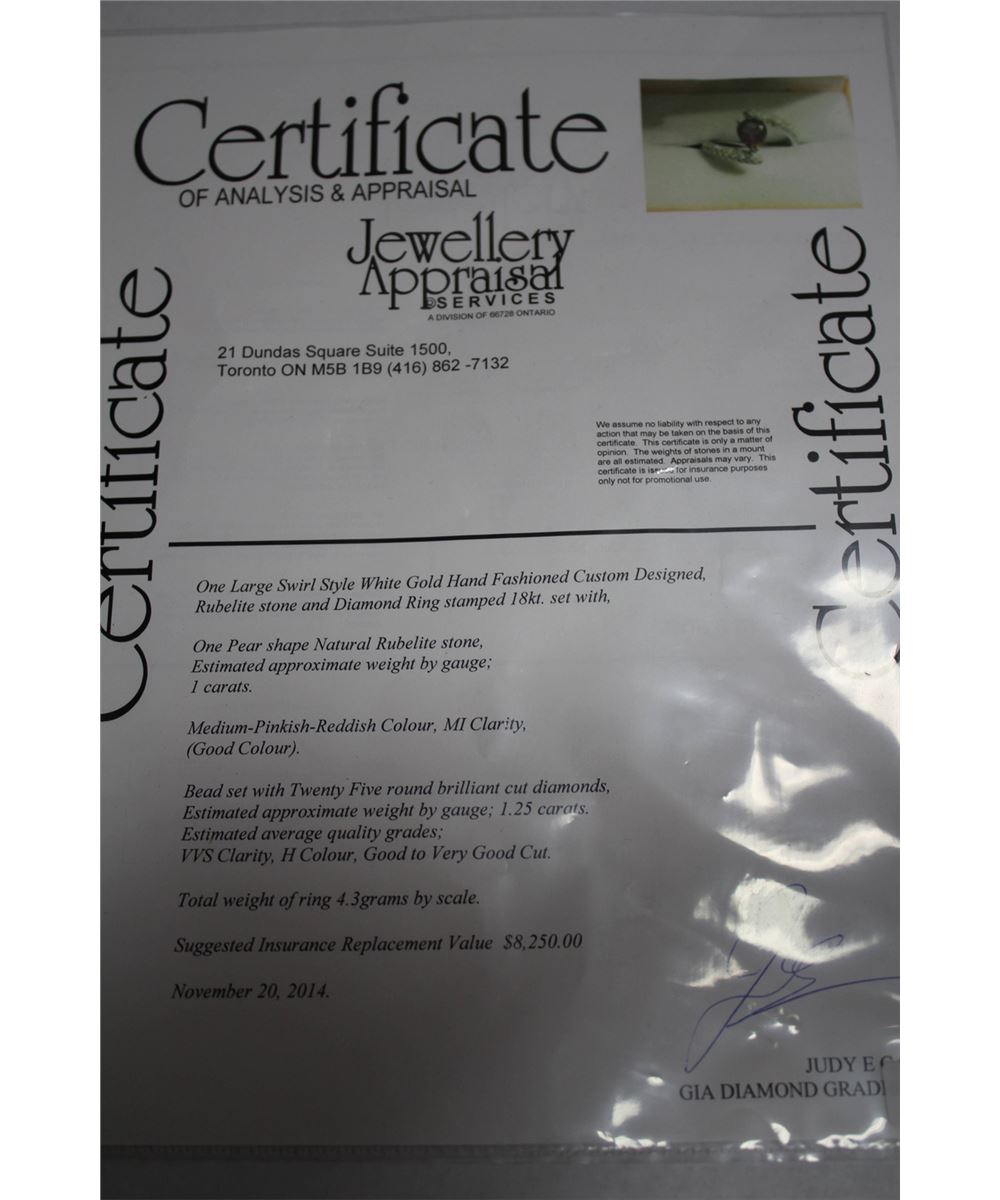 Certificate
OF ANALYSIS & APPRAISAL
Jewellery
Appraisal
SERVICES
A DIVISION OF 66728 ONTARIO
Certificate
Certificate
21 Dundas Square Suite 1500,
Toronto ON M5B 1B9 (416) 862 -7132
We assume no liability with respect to any
action that may be taken on the basis of this
certificate. This certificate is only a matter of
opinion. The weights of stones in a mount
are all estimated. Appraisals may vary. This
certificate is for insurance purposes
only not for promotional use.
One Large Swirl Style White Gold Hand Fashioned Custom Designed,
Rubelite stone and Diamond Ring stamped 18kt. set with,
One Pear shape Natural Rubelite stone,
Estimated approximate weight by gauge;
1 carats.
Medium-Pinkish-Reddish Colour, MI Clarity,
(Good Colour).
Bead set with Twenty Five round brilliant cut diamonds,
Estimated approximate weight by gauge; 1.25 carats.
Estimated average quality grades;
VVS Clarity, H Colour, Good to Very Good Cut.
Total weight of ring 4.3grams by scale.
Suggested Insurance Replacement Value $8,250.00
November 20, 2014.
JUDY E
GIA DIAMOND